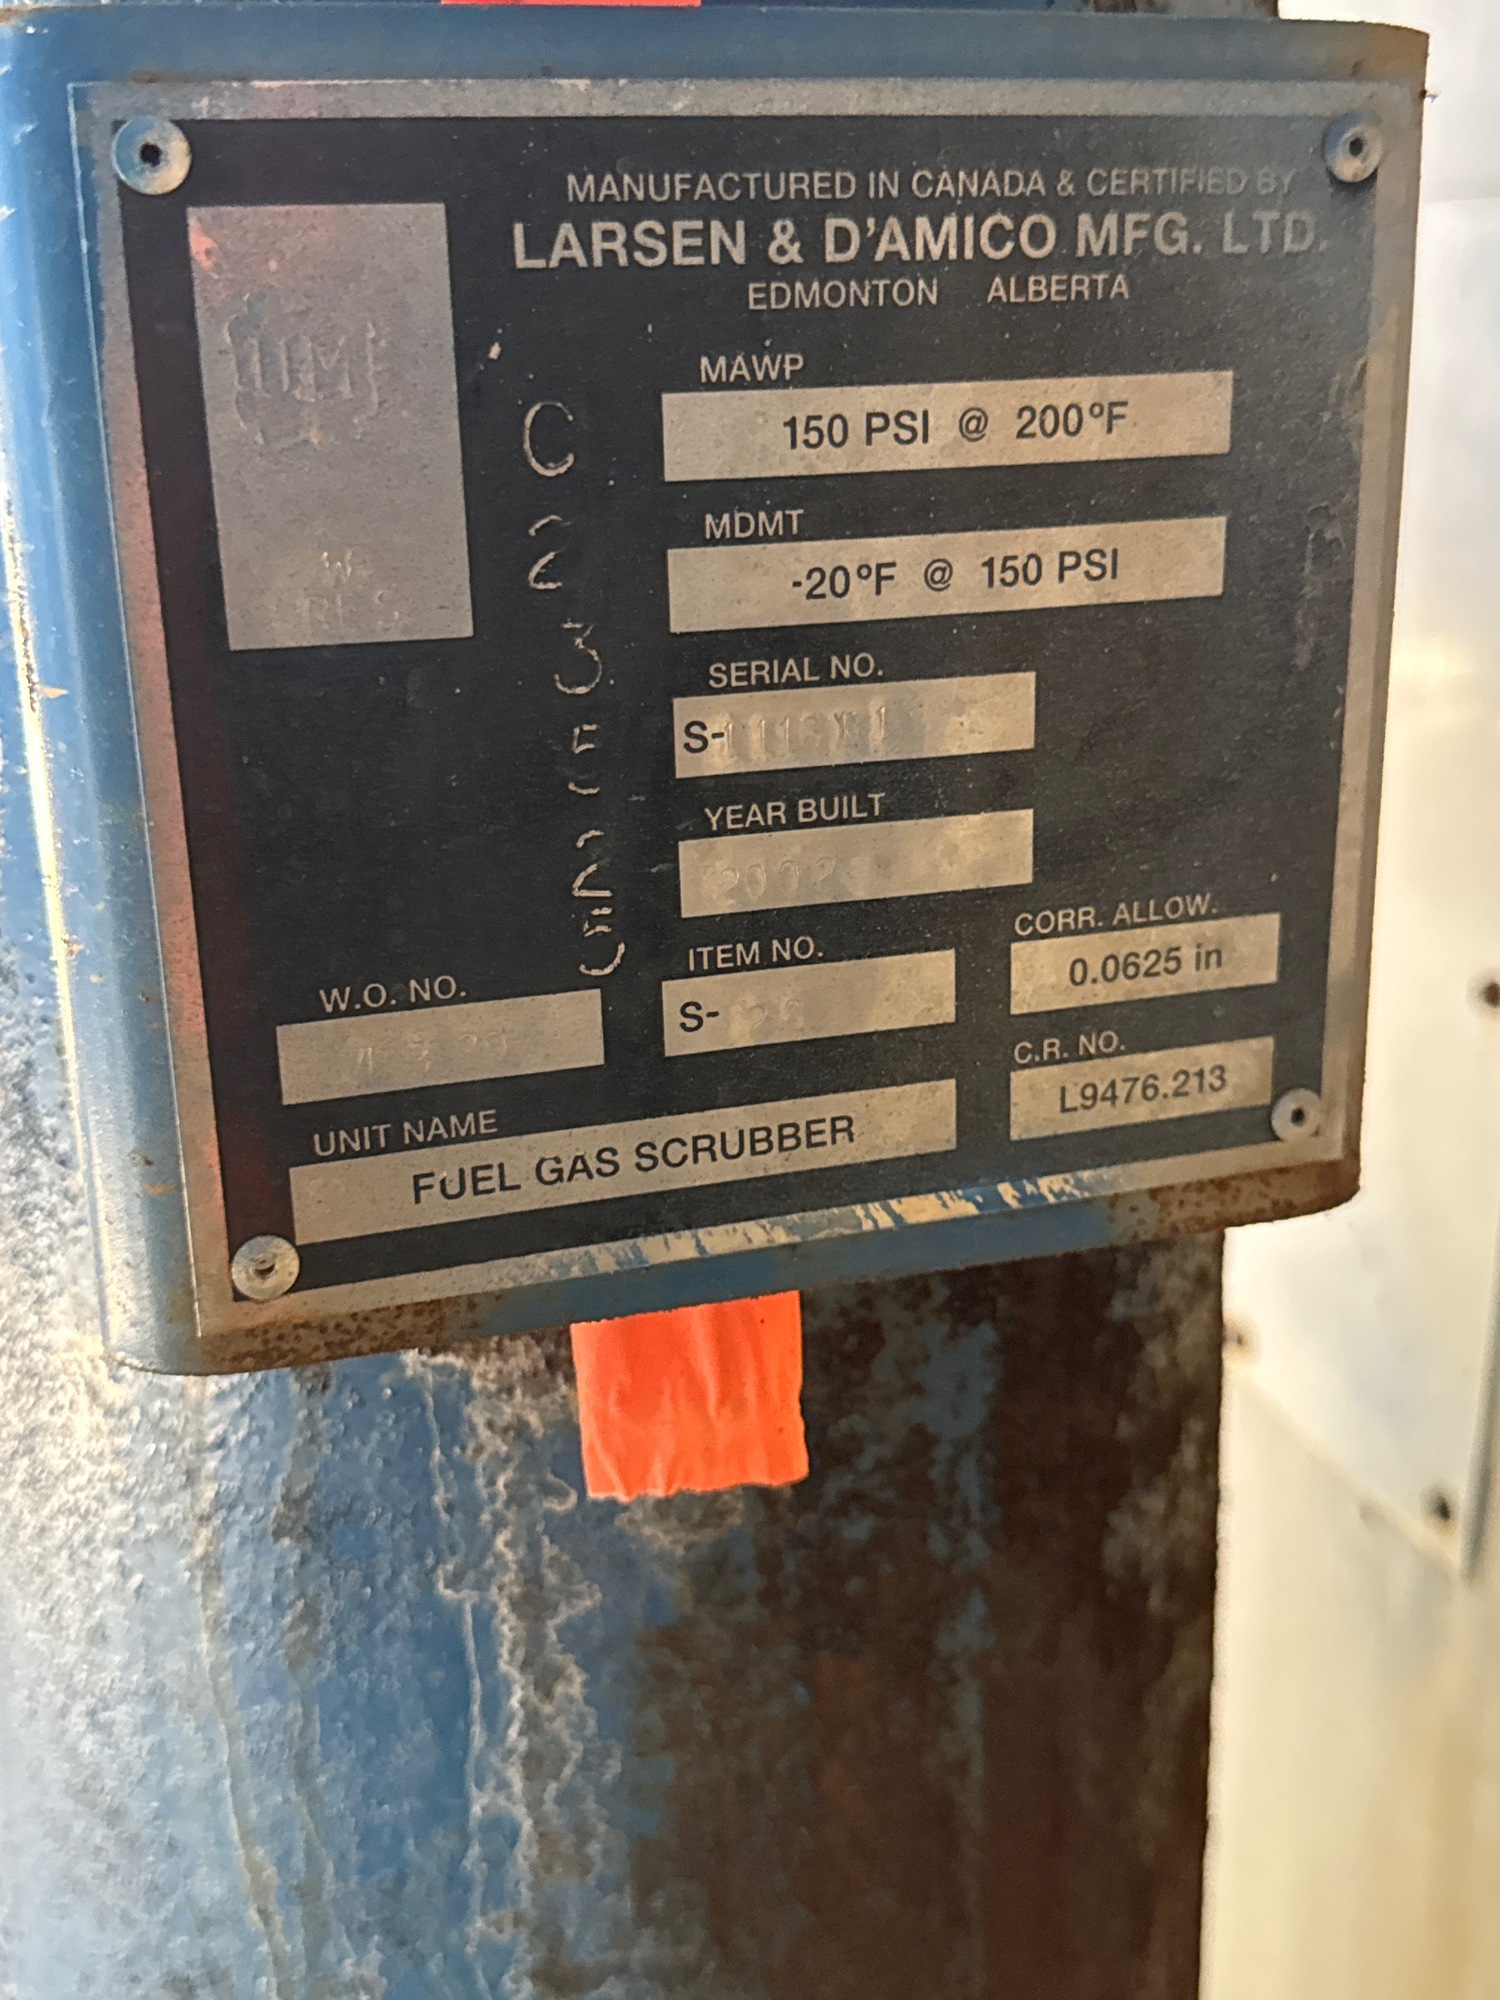 MANUFACTURED IN CANADA & CERTIFIED BY
LARSEN & D'AMICO MFG. LTD.
EDMONTON ALBERTA
UM
W
MAWP
150 PSI @ 200°F
MDMT
-20°F @ 150 PSI
SERIAL NO.
S-
YEAR BUILT
ITEM NO.
S-
CORR. ALLOW.
0.0625 in
W.O. NO.
C.R. NO.
L9476.213
UNIT NAME
FUEL GAS SCRUBBER